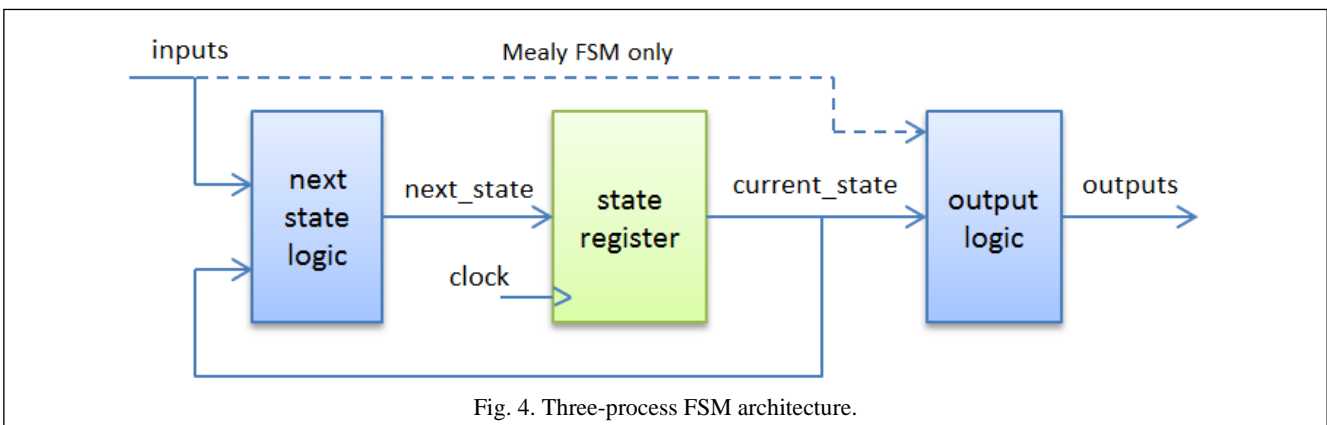 inputs
Mealy FSM only
next
state
logic
next_state
state
register
clock
current_state
output
logic
outputs
Fig. 4. Three-process FSM architecture.